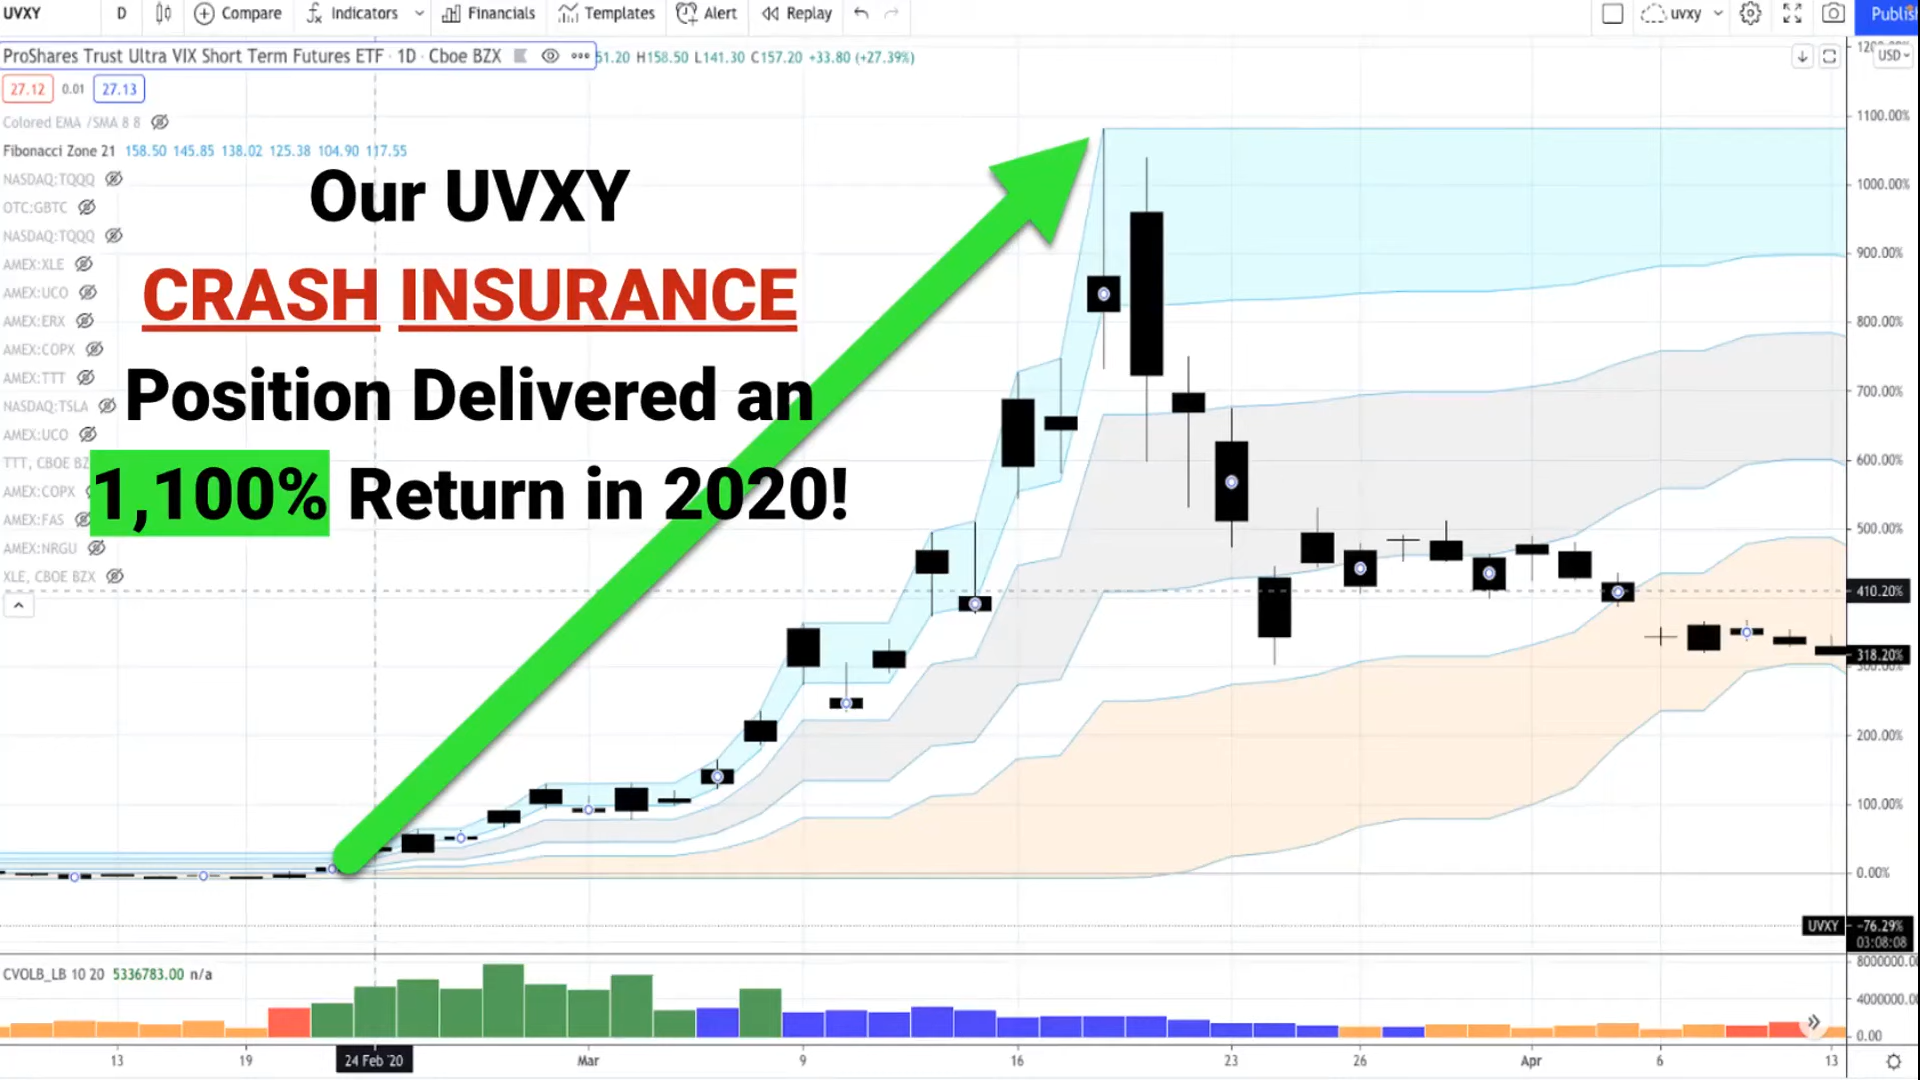 UVXY D Compare Indicators Financials Templates Alert Replay uvxy Publis
ProShares Trust Ultra VIX Short Term Futures ETF · 1D · Cboe BZX 51.20 H158.50 L141.30 C157.20 +33.80 (+27.39%)
USD
27.12 0.01 27.13
Colored EMA /SMA 8 8
Fibonacci Zone 21 158.50 145.85 138.02 125.38 104.90 117.55
NASDAQ:TQQQ
OTC:GBTC
NASDAQ:TQQQ
AMEX:XLE
AMEX:UCO
AMEX:ERX
AMEX:COPX
AMEX:TTT
NASDAQ:TSLA
AMEX:UCO
TTT, CBOE BZ
AMEX:COPX
AMEX:FAS
AMEX:NRGU
XLE, CBOE BZX
Our UVXY
CRASH INSURANCE
Position Delivered an
1,100% Return in 2020!
1100.00%
1000.00%
900.00%
800.00%
700.00%
600.00%
500.00%
410.20%
318.20%
200.00%
100.00%
0.00%
UVXY -76.29%
03:08:08
CVOLB_LB 10 20 5336783.00 n/a
4000000.0
0.00
13 19 24 Feb '20 Mar 9 16 23 26 Apr 6 13